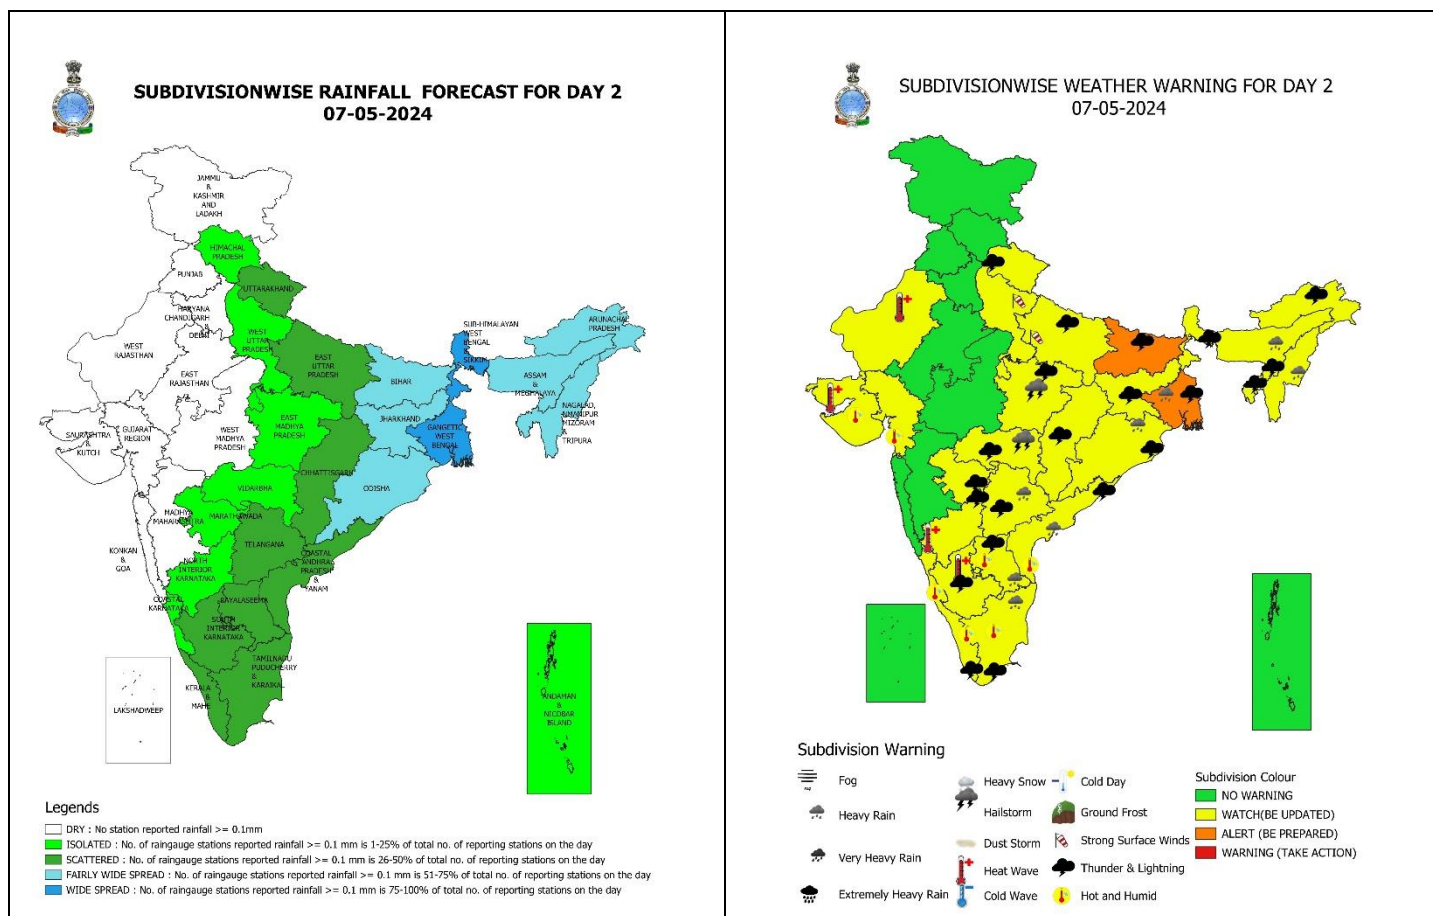 SUBDIVISIONWISE RAINFALL FORECAST FOR DAY 2
07-05-2024
JAMMU
&
KASHMIR
AND
LADAKH
HIMACHAL
PRADESH
PUNJAB
UTTARAKHAND
HARYANA
CHANDIGARH
&
DELHI
WEST
UTTAR
PRADESH
WEST
RAJASTHAN
EAST
RAJASTHAN
EAST
UTTAR
PRADESH
BIHAR
SUB-HIMALAYAN
WEST
BENGAL
&
SIKKIM
ARUNACHAL
PRADESH
ASSAM
&
MEGHALAYA
NAGALAD,
MANIPUR
MIZORAM
&
TRIPURA
JHARKHAND
GANGETIC
WEST
BENGAL
SAURASHTRA
&
KUTCH
GUJARAT
REGION
WEST
MADHYA
PRADESH
EAST
MADHYA
PRADESH
CHHATTISGARH
ODISHA
VIDARBHA
MADHYA
MAHARASHTRA
MARATHAWADA
KONKAN
&
GOA
TELANGANA
COASTAL
ANDHRA
PRADESH
&
YANAM
NORTH
INTERIOR
KARNATAKA
COASTAL
KARNATAKA
RAYALASEEMA
SOUTH
INTERIOR
KARNATAKA
TAMILNADU
PUDUCHERRY
&
KARAIKAL
KERALA
&
MAHE
LAKSHADWEEP
ANDAMAN
&
NICOBAR
ISLAND
Legends
DRY : No station reported rainfall >= 0.1mm
ISOLATED : No. of raingauge stations reported rainfall >= 0.1 mm is 1-25% of total no. of reporting stations on the day
SCATTERED : No. of raingauge stations reported rainfall >= 0.1 mm is 26-50% of total no. of reporting stations on the day
FAIRLY WIDE SPREAD : No. of raingauge stations reported rainfall >= 0.1 mm is 51-75% of total no. of reporting stations on the day
WIDE SPREAD : No. of raingauge stations reported rainfall >= 0.1 mm is 75-100% of total no. of reporting stations on the day
SUBDIVISIONWISE WEATHER WARNING FOR DAY 2
07-05-2024
Subdivision Warning
Fog
Heavy Rain
Very Heavy Rain
Extremely Heavy Rain
Heavy Snow
Hailstorm
Dust Storm
Heat Wave
Cold Wave
Cold Day
Ground Frost
Strong Surface Winds
Thunder & Lightning
Hot and Humid
Subdivision Colour
NO WARNING
WATCH(BE UPDATED)
ALERT (BE PREPARED)
WARNING (TAKE ACTION)